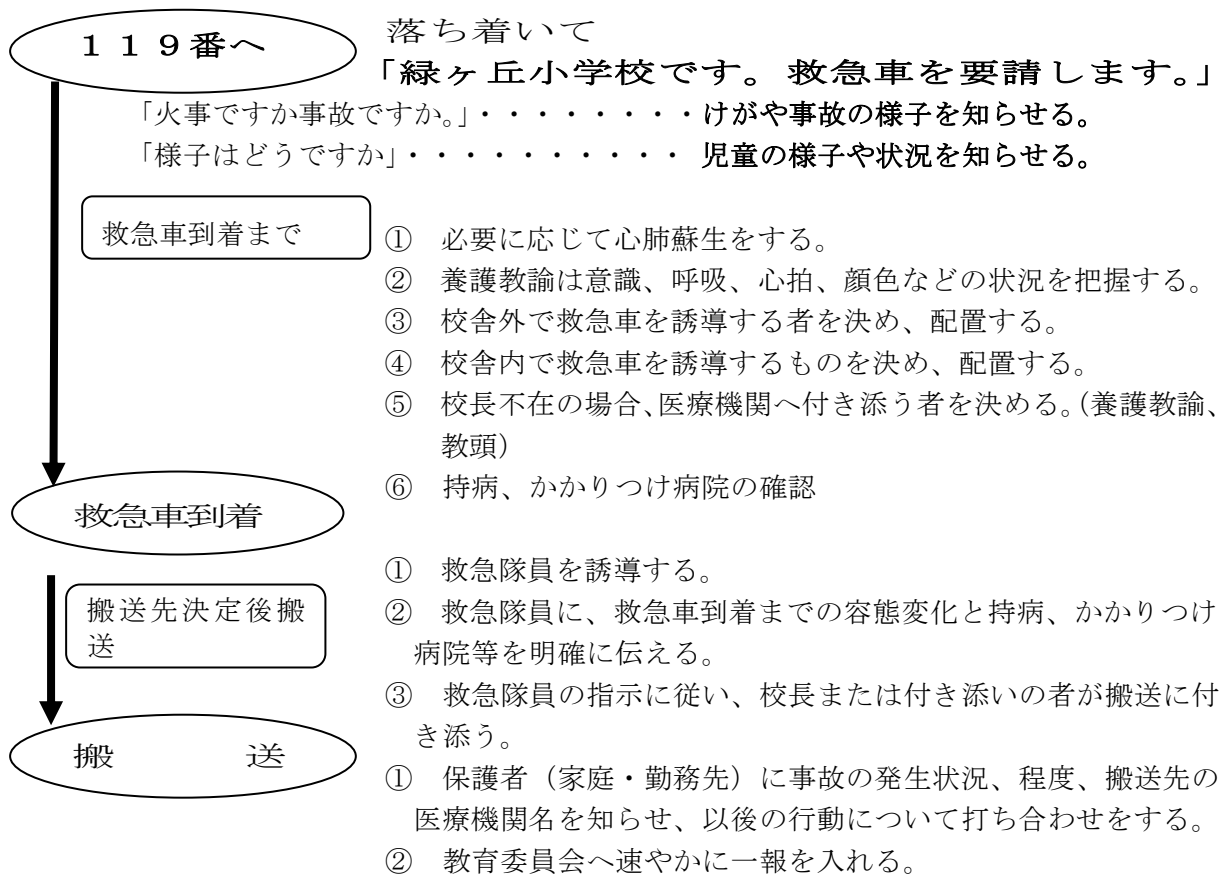 １１９番へ
落ち着いて
「緑ヶ丘小学校です。救急車を要請します。」
「火事ですか事故ですか。」・・・・・・・・けがや事故の様子を知らせる。
「様子はどうですか」・・・・・・・・・・児童の様子や状況を知らせる。
救急車到着まで
① 必要に応じて心肺蘇生をする。
② 養護教諭は意識、呼吸、心拍、顔色などの状況を把握する。
③ 校舎外で救急車を誘導する者を決め、配置する。
④ 校舎内で救急車を誘導するものを決め、配置する。
⑤ 校長不在の場合、医療機関へ付き添う者を決める。（養護教諭、
教頭）
⑥ 持病、かかりつけ病院の確認
救急車到着
① 救急隊員を誘導する。
搬送先決定後搬
送
② 救急隊員に、救急車到着までの容態変化と持病、かかりつけ
病院等を明確に伝える。
③ 救急隊員の指示に従い、校長または付き添いの者が搬送に付
き添う。
搬　　　送
① 保護者（家庭・勤務先）に事故の発生状況、程度、搬送先の
医療機関名を知らせ、以後の行動について打ち合わせをする。
② 教育委員会へ速やかに一報を入れる。